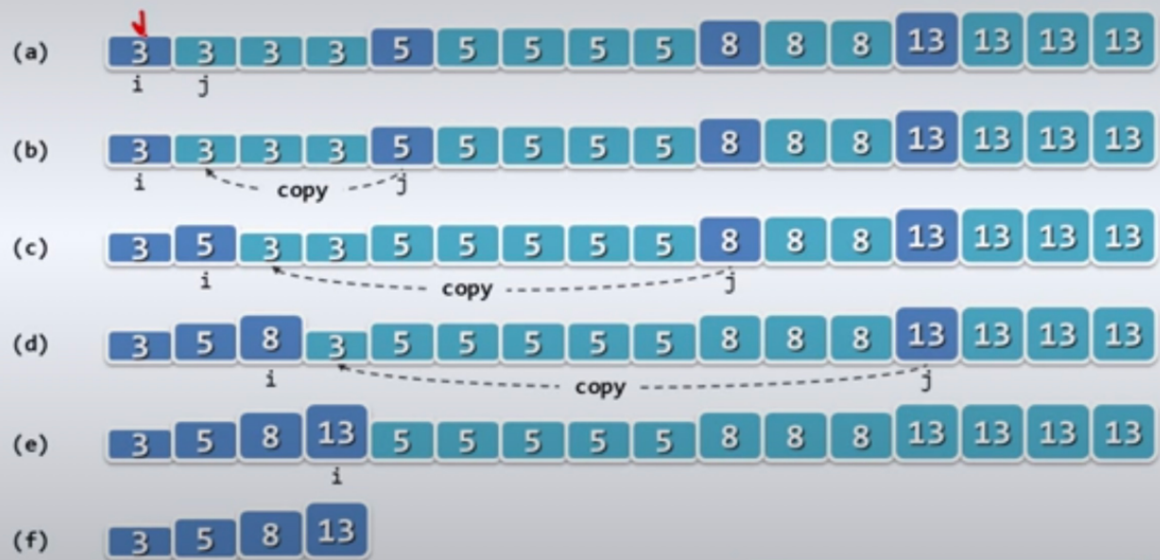 (a) 3 3 3 3 5 5 5 5 5 8 8 8 13 13 13 13
i j
(b) 3 3 3 3 5 5 5 5 5 8 8 8 13 13 13 13
i copy j
(c) 3 5 3 3 5 5 5 5 5 8 8 8 13 13 13 13
i copy j
(d) 3 5 8 3 5 5 5 5 5 8 8 8 13 13 13 13
i copy j
(e) 3 5 8 13 5 5 5 5 5 8 8 8 13 13 13 13
i
(f) 3 5 8 13